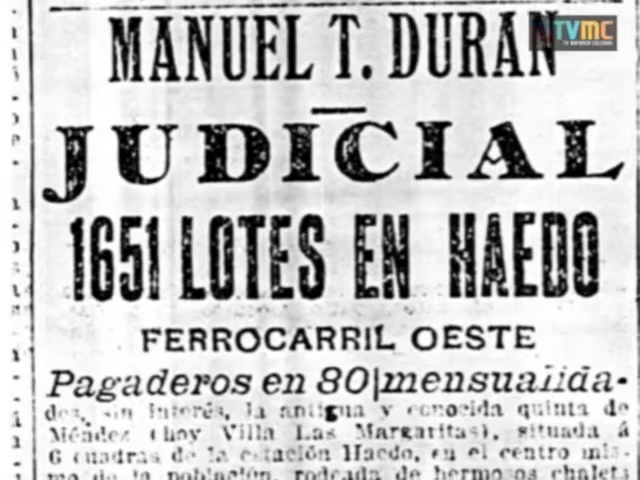 TVMC
MANUEL T. DURAN
JUDICIAL
1651 LOTES EN HAEDO
FERROCARRIL OESTE
Pagaderos en 80 mensualida-
des, sin interés, la antigua y conocida quinta de
Méndez (hoy Villa Las Margaritas), situada á
6 cuadras de la estación Haedo, en el centro mis-
mo de la población, rodeada de hermosos chalets